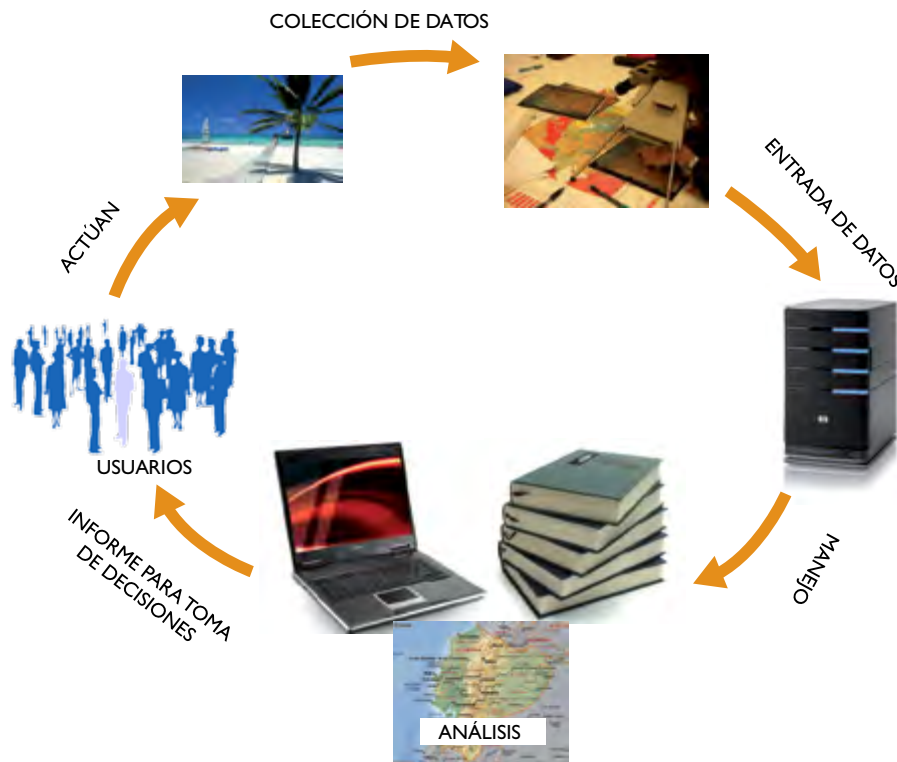 COLECCIÓN DE DATOS
ENTRADA DE DATOS
MANEJO
ANÁLISIS
INFORME PARA TOMA
DE DECISIONES
USUARIOS
ACTÚAN